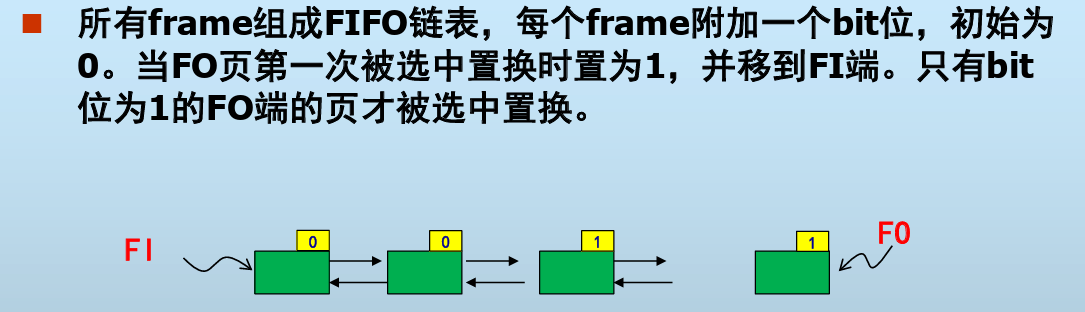 所有frame组成FIFO链表，每个frame附加一个bit位，初始为
0。当FO页第一次被选中置换时置为1，并移到FI端。只有bit
位为1的FO端的页才被选中置换。
FI 0 0 1 1 FO